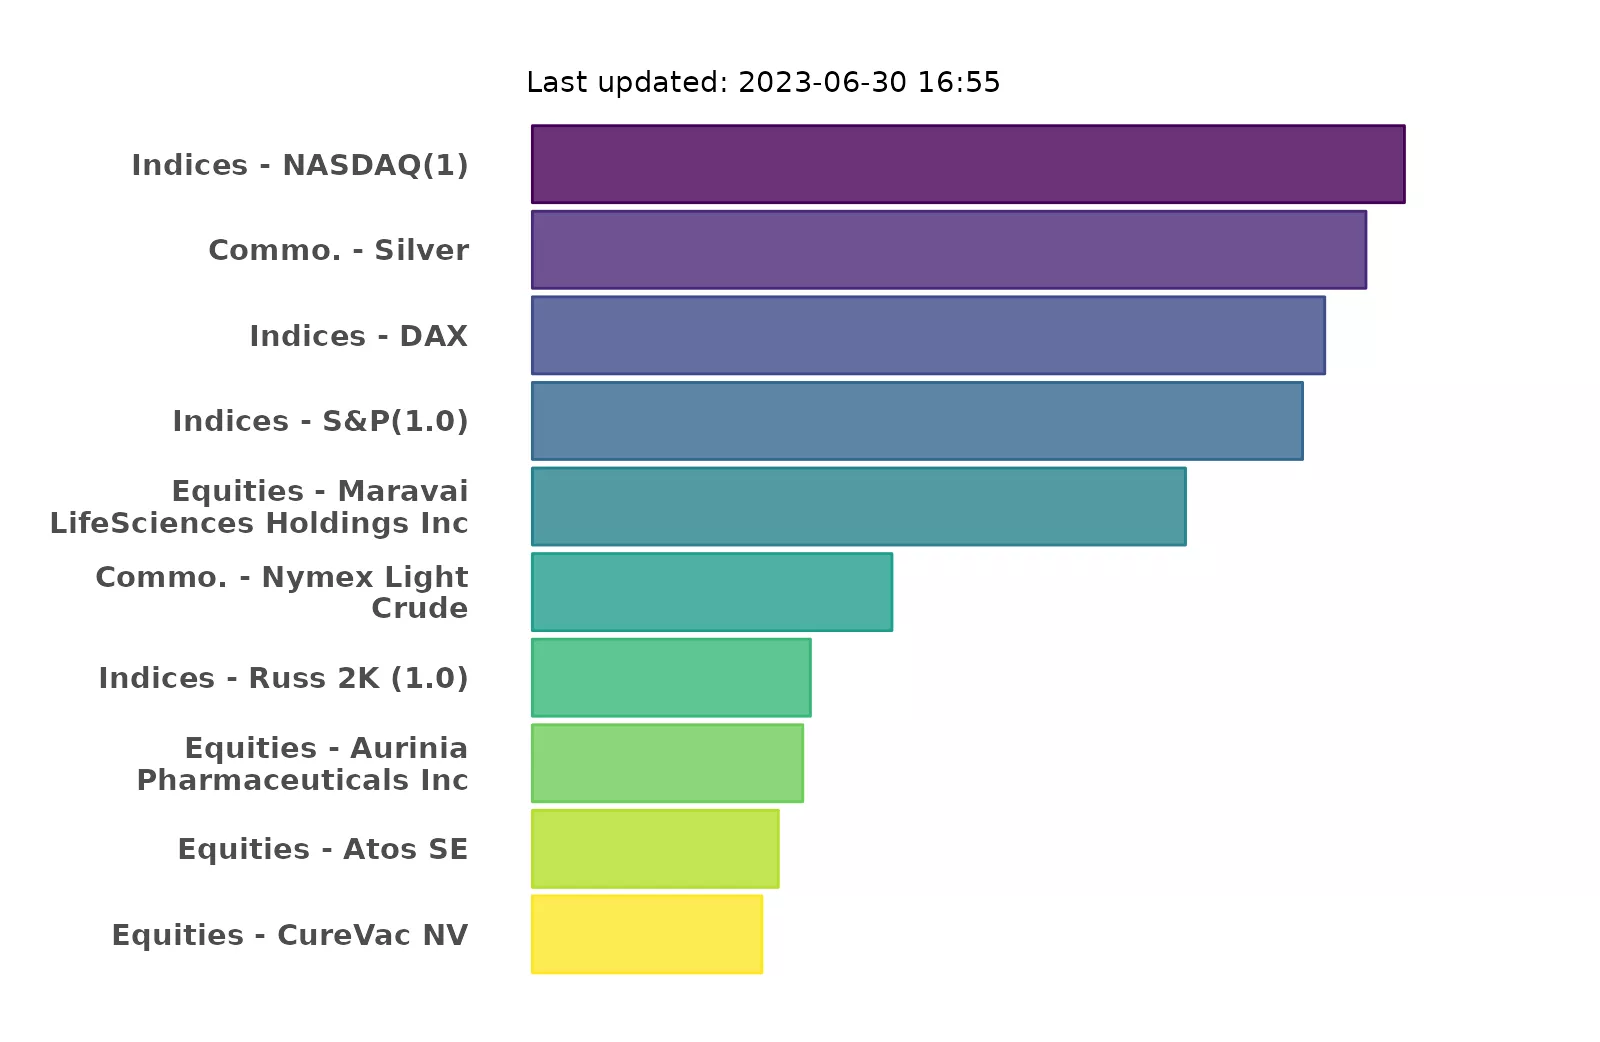 Last updated: 2023-06-30 16:55
Indices - NASDAQ(1)
Commo. - Silver
Indices - DAX
Indices - S&P(1.0)
Equities - Maravai
LifeSciences Holdings Inc
Commo. - Nymex Light
Crude
Indices - Russ 2K (1.0)
Equities - Aurinia
Pharmaceuticals Inc
Equities - Atos SE
Equities - CureVac NV